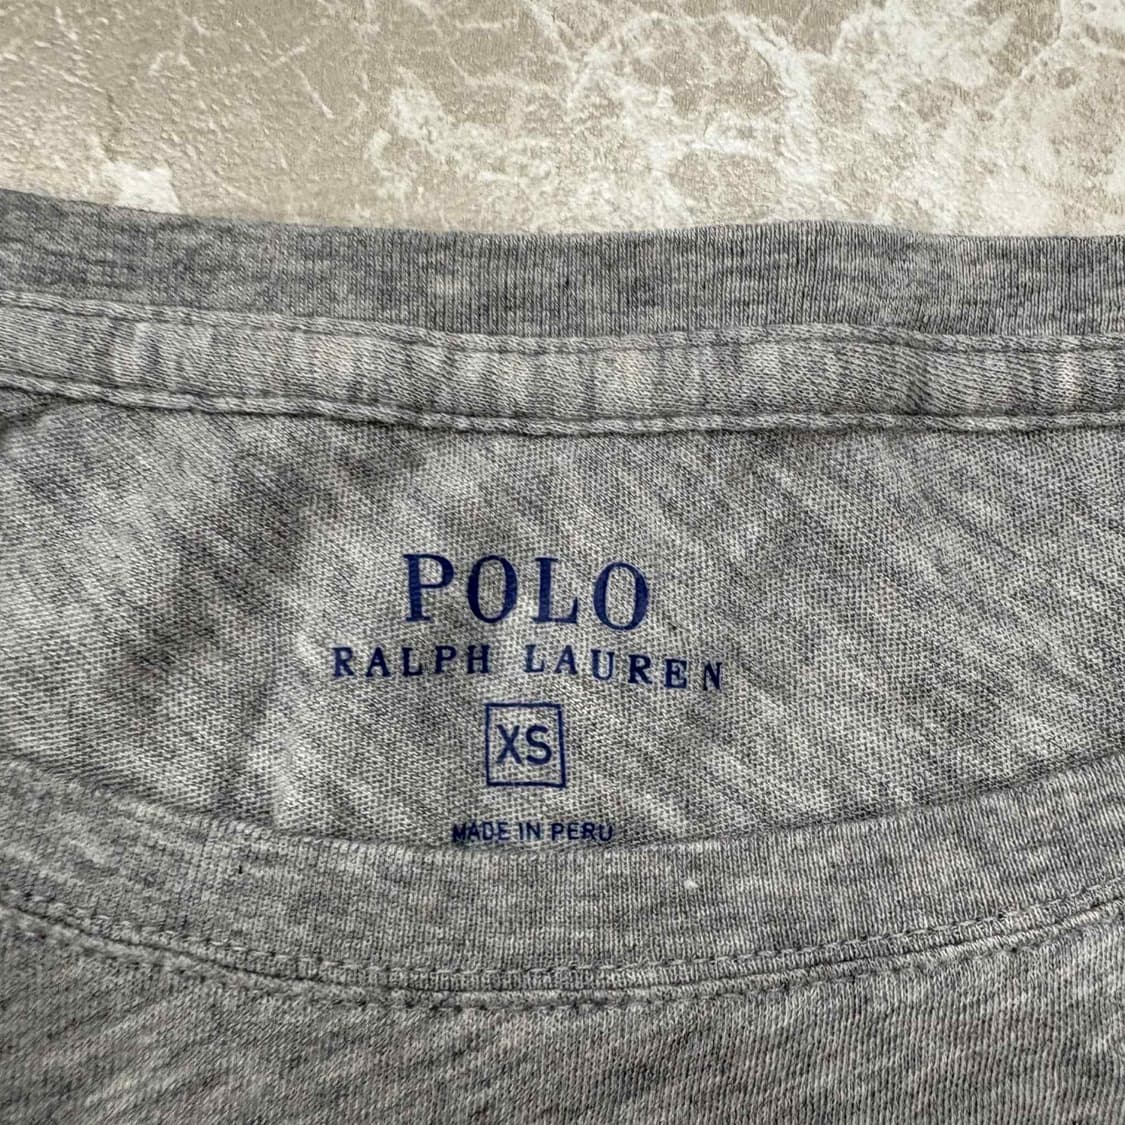 POLO
RALPH LAUREN
XS
MADE IN PERU